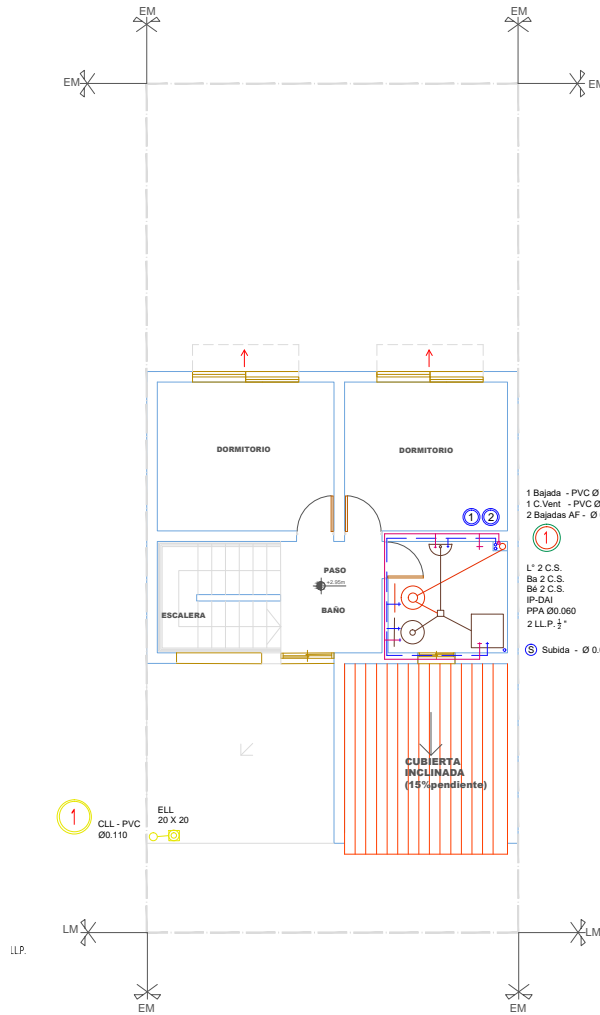 EM
EM
EM
EM
DORMITORIO
DORMITORIO
1 2
1 Bajada - PVC Ø
1 C.Vent - PVC Ø
2 Bajadas AF - Ø
1
L° 2 C.S.
Ba 2 C.S.
Bé 2 C.S.
IP-DAI
PPA Ø0.060
2 LL.P. ½"
PASO
+2.85m
BAÑO
ESCALERA
S Subida - Ø 0.
CUBIERTA
INCLINADA
(15%pendiente)
1
CLL - PVC
Ø0.110
ELL
20 X 20
LM
LM
LL.P.
EM
EM